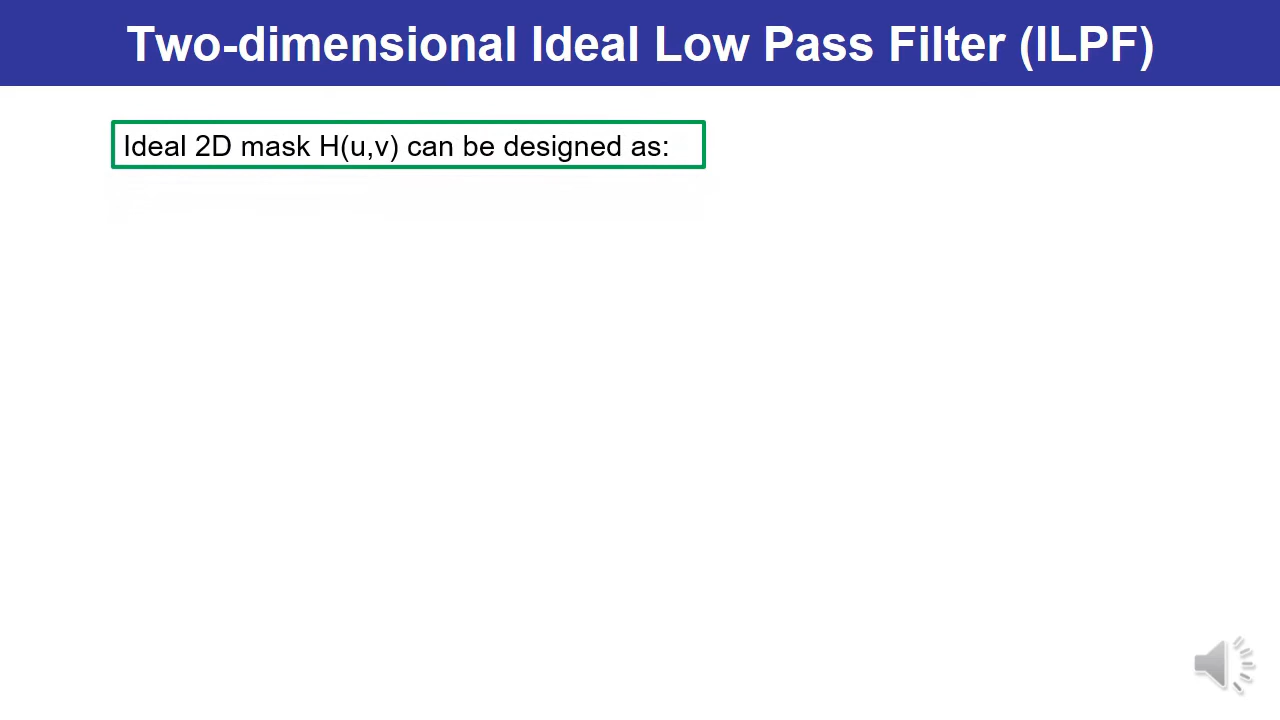 Two-dimensional Ideal Low Pass Filter (ILPF)
Ideal 2D mask H(u,v) can be designed as: